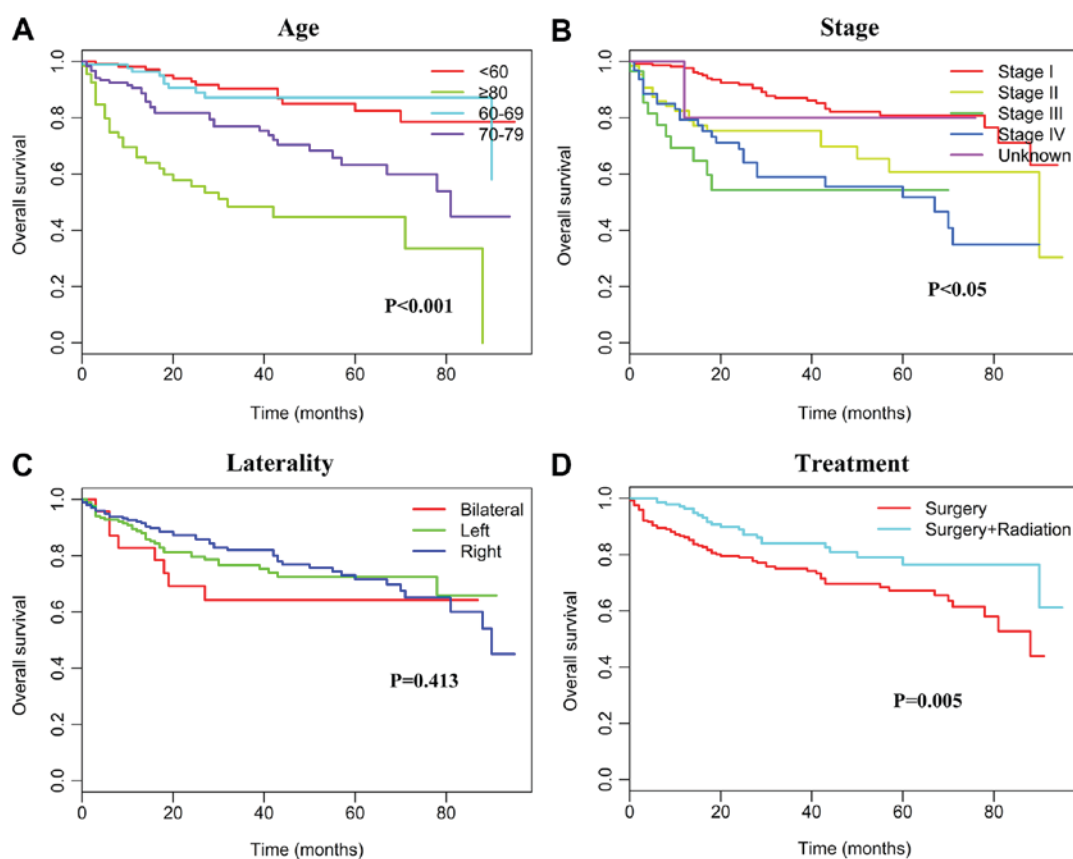 A
Age
1.0
0.8
0.6
0.4
0.2
0.0
Overall survival
<60
≥80
60-69
70-79
P<0.001
0
20
40
60
80
Time (months)
B
Stage
1.0
0.8
0.6
0.4
0.2
0.0
Overall survival
Stage I
Stage II
Stage III
Stage IV
Unknown
P<0.05
0
20
40
60
80
Time (months)
C
Laterality
1.0
0.8
0.6
0.4
0.2
0.0
Overall survival
Bilateral
Left
Right
P=0.413
0
20
40
60
80
Time (months)
D
Treatment
1.0
0.8
0.6
0.4
0.2
0.0
Overall survival
Surgery
Surgery+Radiation
P=0.005
0
20
40
60
80
Time (months)